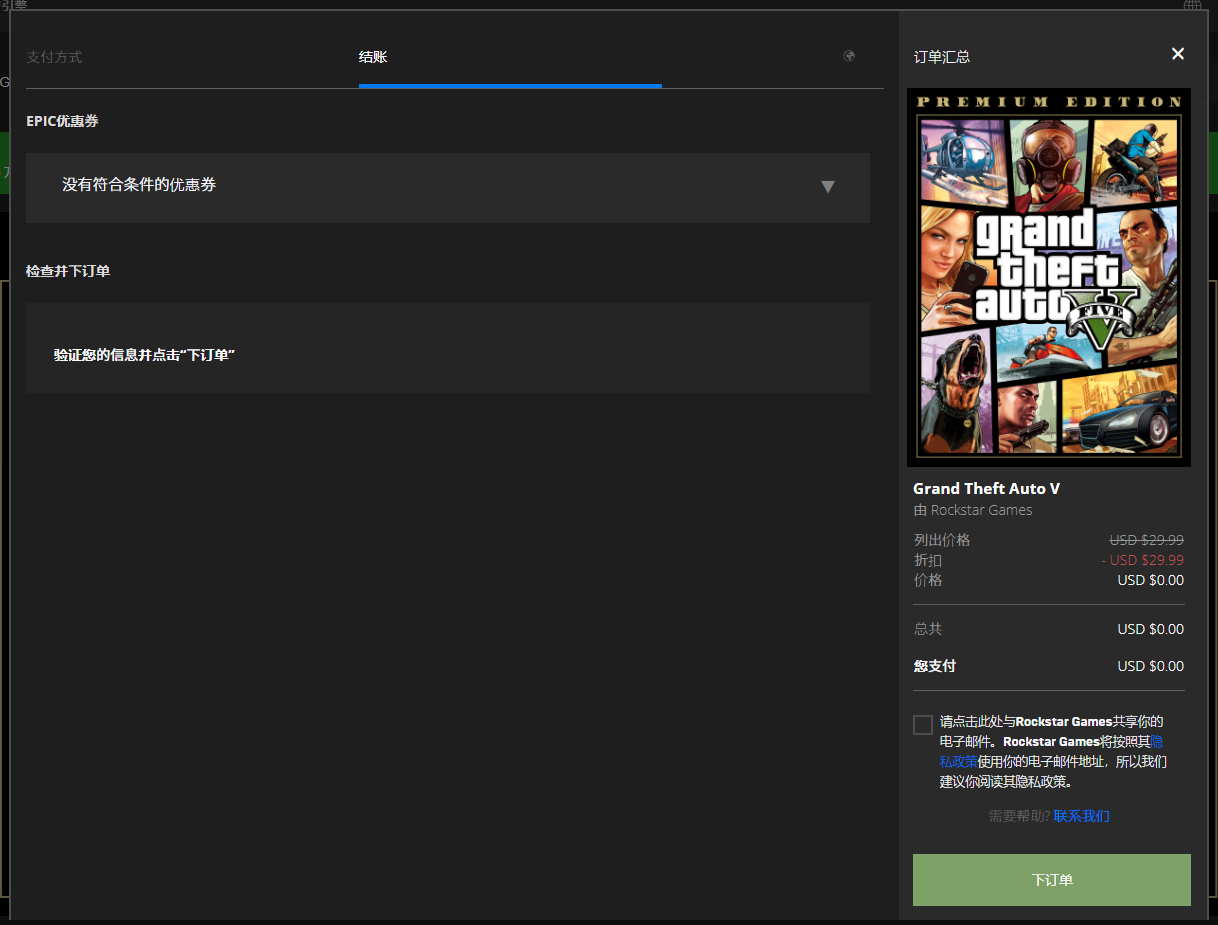 引擎
支付方式
结账
EPIC优惠券
没有符合条件的优惠券
检查并下订单
验证您的信息并点击“下订单”
订单汇总
PREMIUM EDITION
grand
theft
auto
FIVE
Grand Theft Auto V
由 Rockstar Games
列出价格 USD $29.99
折扣 - USD $29.99
价格 USD $0.00
总共 USD $0.00
您支付 USD $0.00
请点击此处与Rockstar Games共享你的
电子邮件。Rockstar Games将按照其隐
私政策使用你的电子邮件地址，所以我们
建议你阅读其隐私政策。
需要帮助? 联系我们
下订单